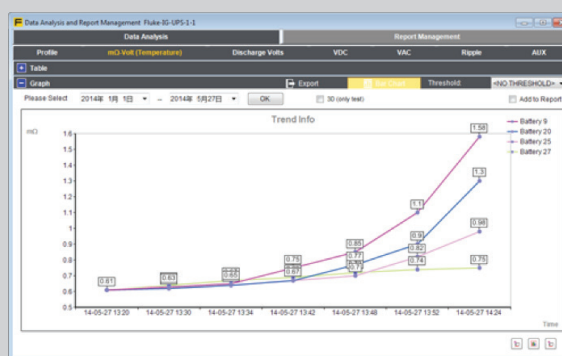 Data Analysis and Report Management Fluke-IG-UPS-1-1
Data Analysis Report Management
Profile mΩ-Volt (Temperature) Discharge Volts VDC VAC Ripple AUX
Table
Graph Export Bar Chart Threshold <NO THRESHOLD>
Please Select 2014年 1月 1日 – 2014年 5月27日 OK 30 (only test) Add to Report
Trend Info
mΩ
Battery 9
Battery 20
Battery 25
Battery 27
1.6
1.5
1.4
1.3
1.2
1.1
1
0.9
0.8
0.7
0.6
0.5
1.58
1.3
1.1
0.98
0.9
0.85
0.82
0.77
0.75
0.75
0.74
0.71
0.67
0.65
0.63
0.61
14-05-27 13:20 14-05-27 13:30 14-05-27 13:34 14-05-27 13:42 14-05-27 13:48 14-05-27 13:52 14-05-27 14:24
Time